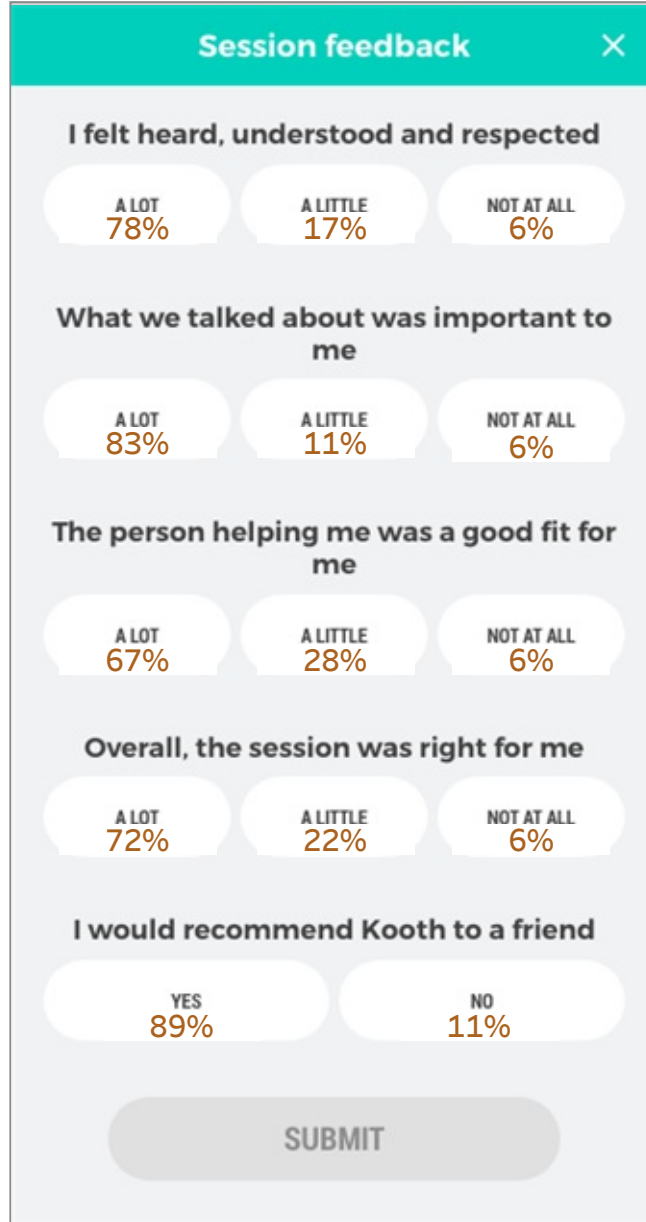 Session feedback ×
I felt heard, understood and respected
A LOT A LITTLE NOT AT ALL
78% 17% 6%
What we talked about was important to
me
A LOT A LITTLE NOT AT ALL
83% 11% 6%
The person helping me was a good fit for
me
A LOT A LITTLE NOT AT ALL
67% 28% 6%
Overall, the session was right for me
A LOT A LITTLE NOT AT ALL
72% 22% 6%
I would recommend Kooth to a friend
YES NO
89% 11%
SUBMIT